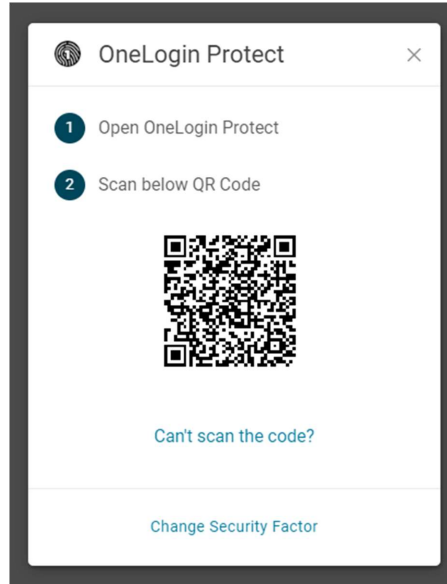 OneLogin Protect
1 Open OneLogin Protect
2 Scan below QR Code
Can't scan the code?
Change Security Factor